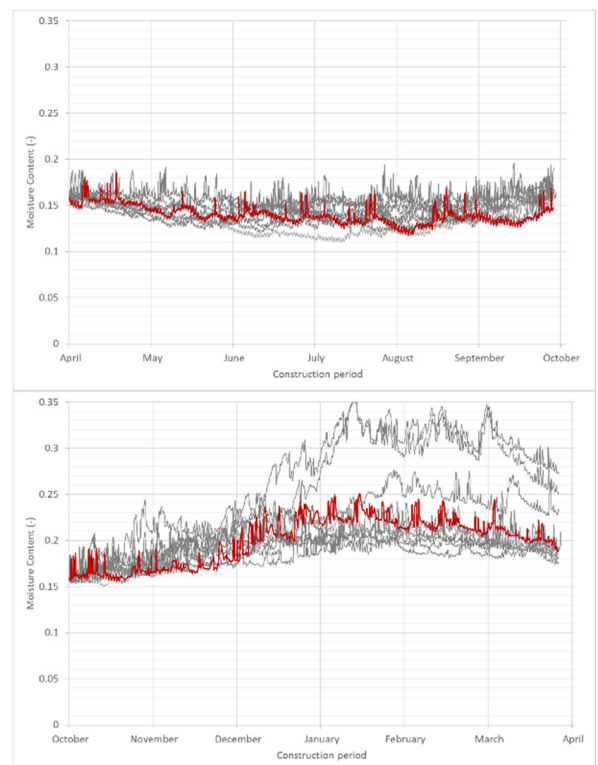 0.35
0.3
0.25
0.2
0.15
0.1
0.05
0
Moisture Content (-)
April May June July August September October
Construction period
0.35
0.3
0.25
0.2
0.15
0.1
0.05
0
Moisture Content (-)
October November December January February March April
Construction period